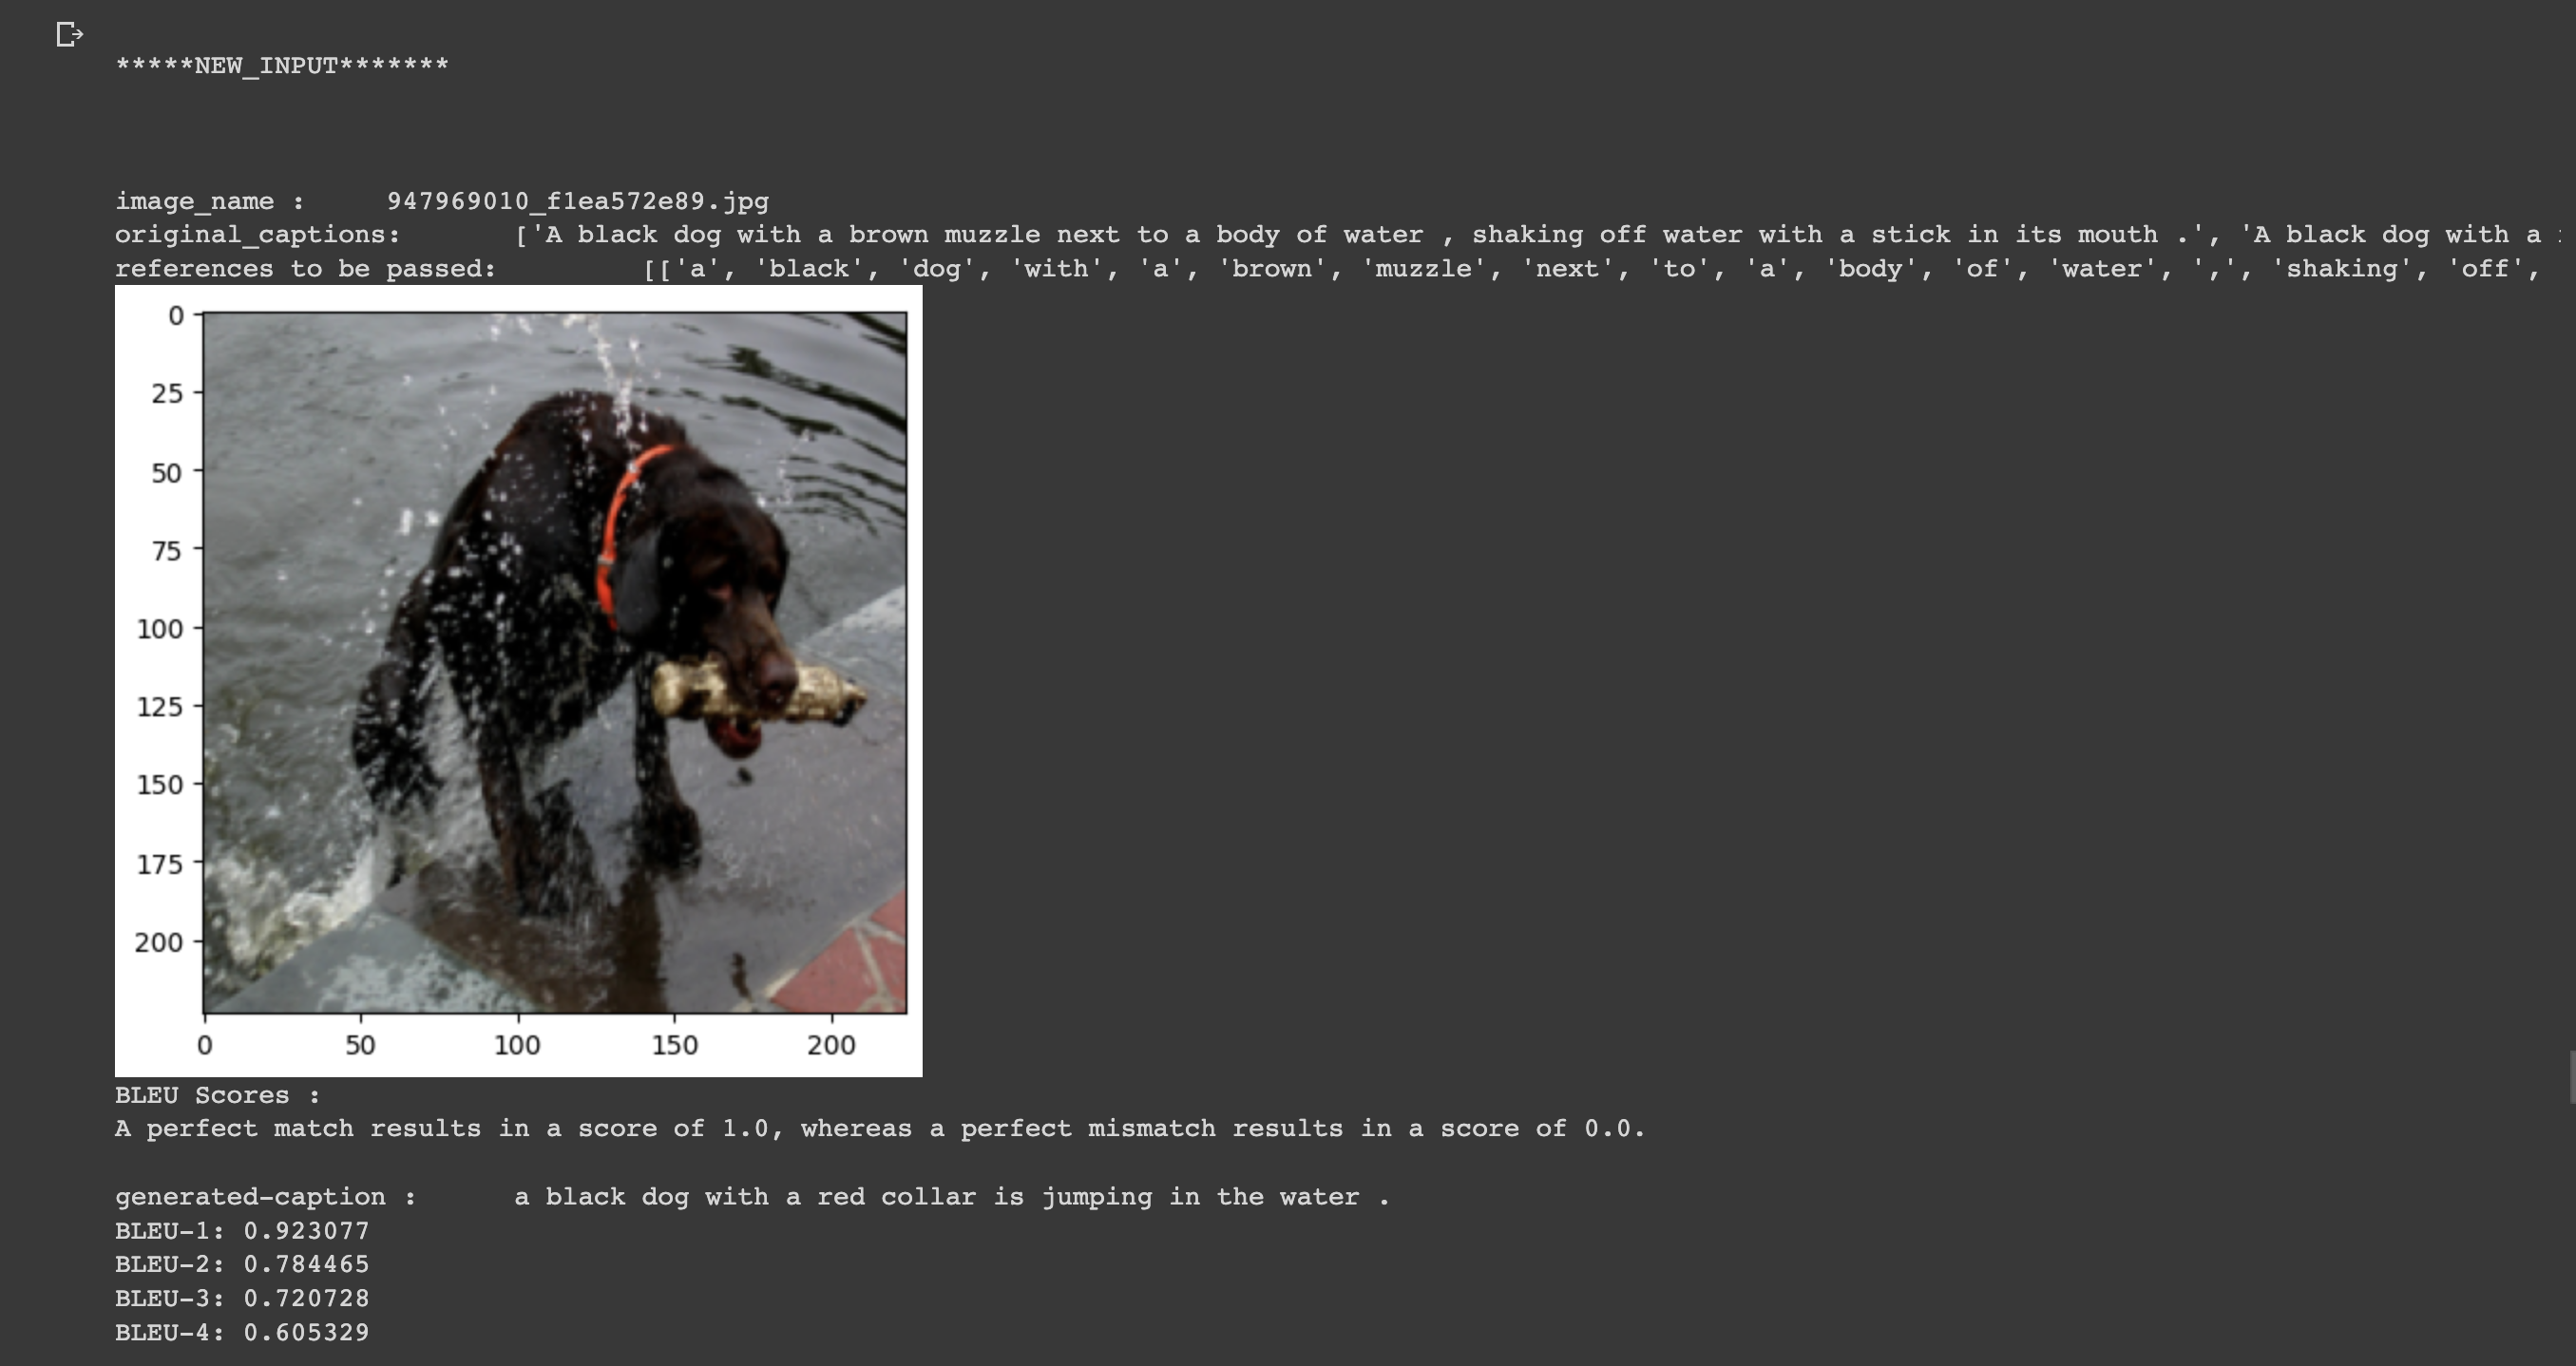 *****NEW_INPUT*******
image_name :     947969010_f1ea572e89.jpg
original_captions:       ['A black dog with a brown muzzle next to a body of water , shaking off water with a stick in its mouth .', 'A black dog with a
references to be passed:         [['a', 'black', 'dog', 'with', 'a', 'brown', 'muzzle', 'next', 'to', 'a', 'body', 'of', 'water', ',', 'shaking', 'off',
0
25
50
75
100
125
150
175
200
0 50 100 150 200
BLEU Scores :
A perfect match results in a score of 1.0, whereas a perfect mismatch results in a score of 0.0.
generated-caption :      a black dog with a red collar is jumping in the water .
BLEU-1: 0.923077
BLEU-2: 0.784465
BLEU-3: 0.720728
BLEU-4: 0.605329